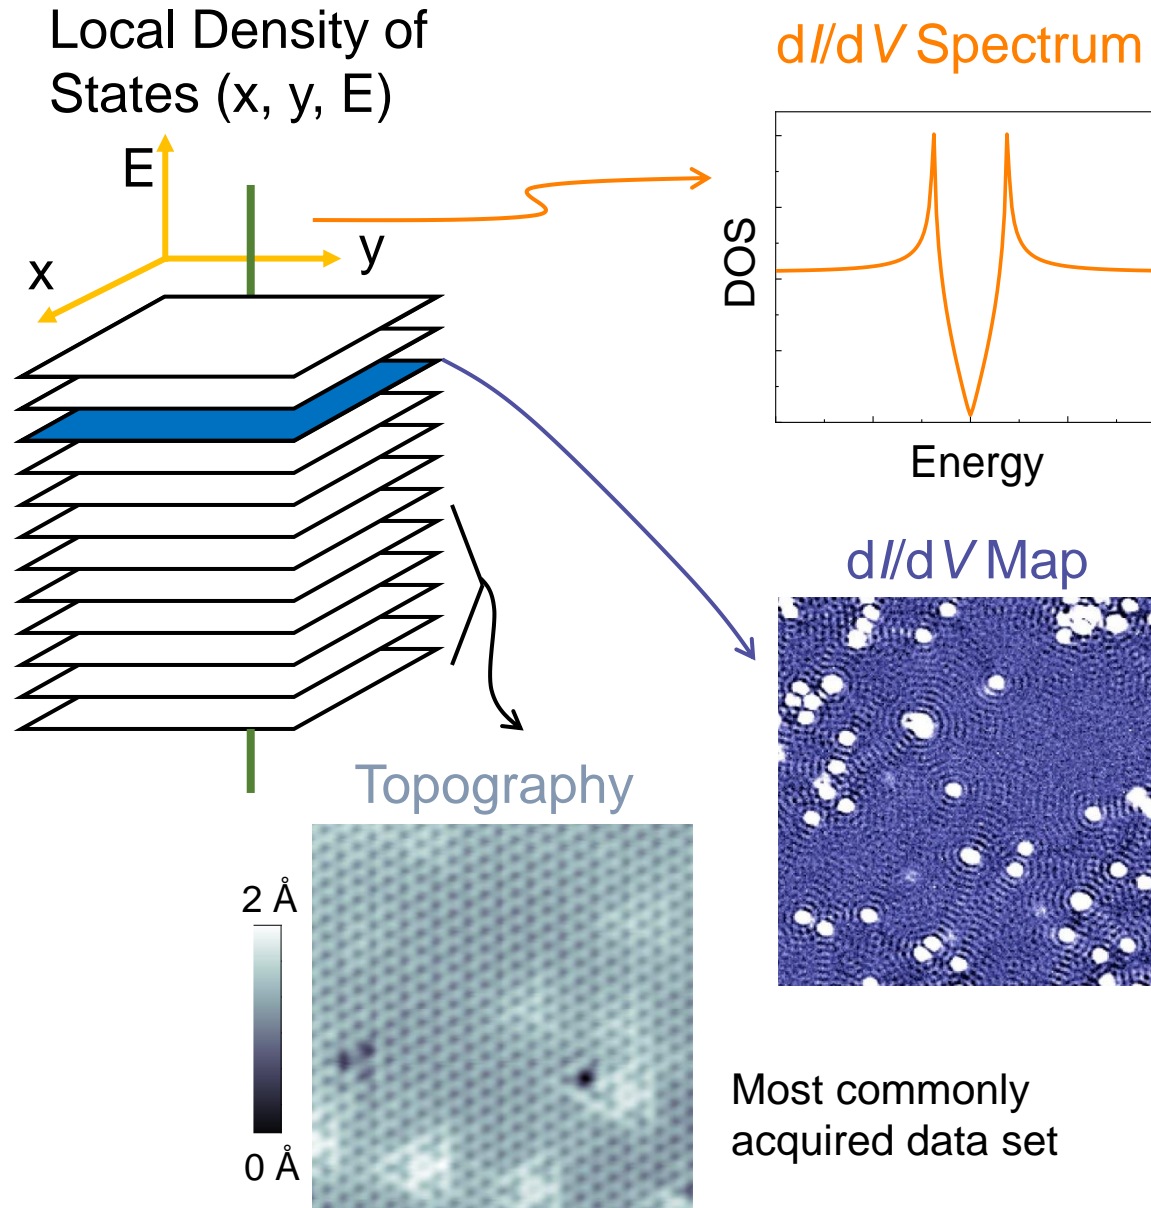 Local Density of
States (x, y, E)
E
x
y
dI/dV Spectrum
DOS
Energy
dI/dV Map
Topography
2 Å
0 Å
Most commonly
acquired data set